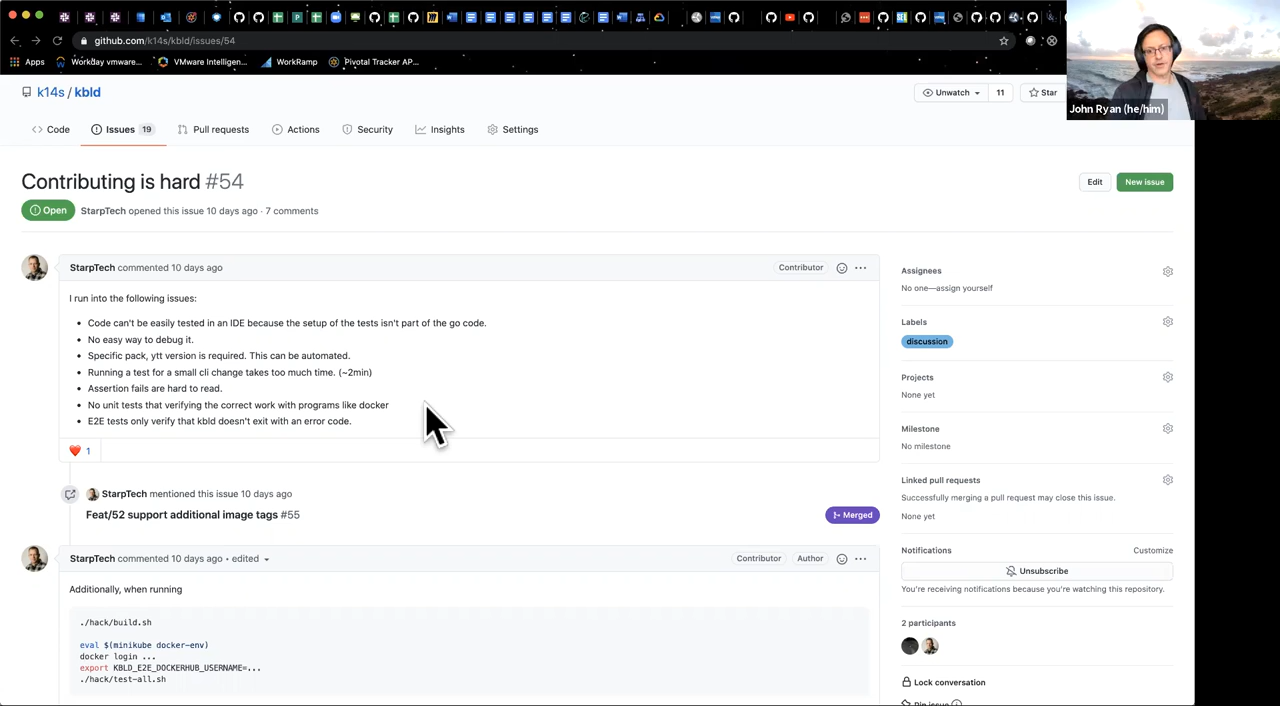 github.com/k14s/kbld/issues/54
Apps
Workday vmware...
VMware Intelligen...
WorkRamp
Pivotal Tracker AP...
John Ryan (he/him)
k14s / kbld
Unwatch
11
Star
Code
Issues 19
Pull requests
Actions
Security
Insights
Settings
Contributing is hard #54
Edit
New issue
Open
StarpTech opened this issue 10 days ago · 7 comments
StarpTech commented 10 days ago
Contributor
I run into the following issues:
• Code can't be easily tested in an IDE because the setup of the tests isn't part of the go code.
• No easy way to debug it.
• Specific pack, ytt version is required. This can be automated.
• Running a test for a small cli change takes too much time. (~2min)
• Assertion fails are hard to read.
• No unit tests that verifying the correct work with programs like docker
• E2E tests only verify that kbld doesn't exit with an error code.
❤️ 1
StarpTech mentioned this issue 10 days ago
Feat/52 support additional image tags #55
Merged
StarpTech commented 10 days ago • edited
Contributor
Author
Additionally, when running
./hack/build.sh
eval $(minikube docker-env)
docker login ...
export KBLD_E2E_DOCKERHUB_USERNAME=...
./hack/test-all.sh
Assignees
No one—assign yourself
Labels
discussion
Projects
None yet
Milestone
No milestone
Linked pull requests
Successfully merging a pull request may close this issue.
None yet
Notifications
Customize
Unsubscribe
You're receiving notifications because you're watching this repository.
2 participants
Lock conversation
Pin issue